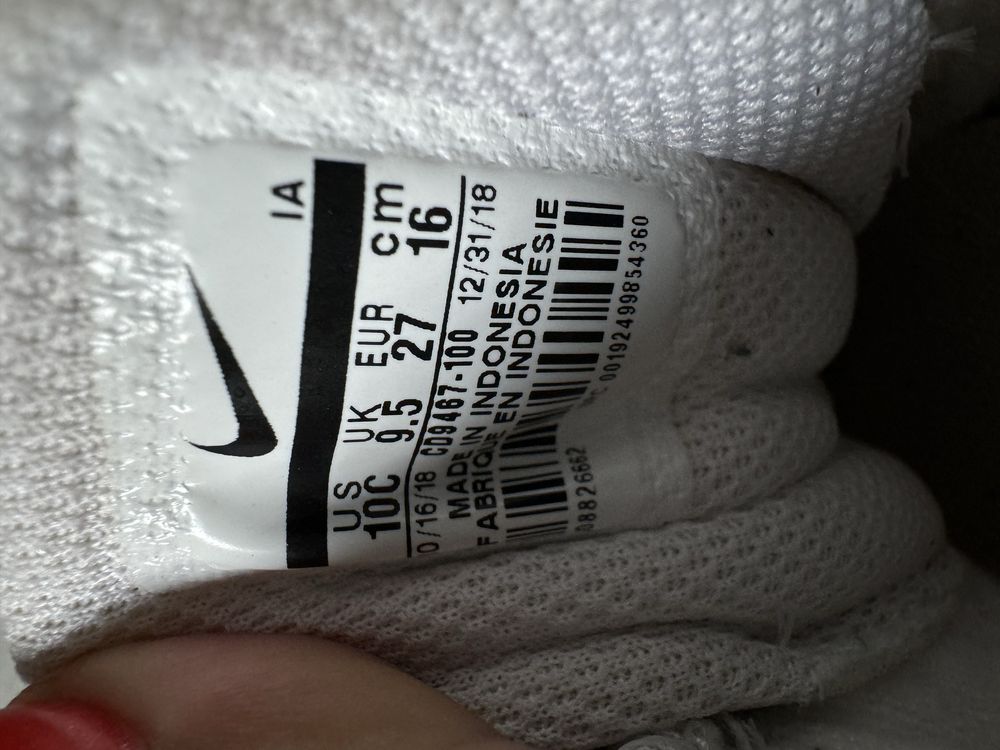 IA
US UK EUR cm
10C 9.5 27 16
0/16/18 CD9467-100 12/31/18
MADE IN INDONESIA
FABRIQUE EN INDONESIE
00192499854360